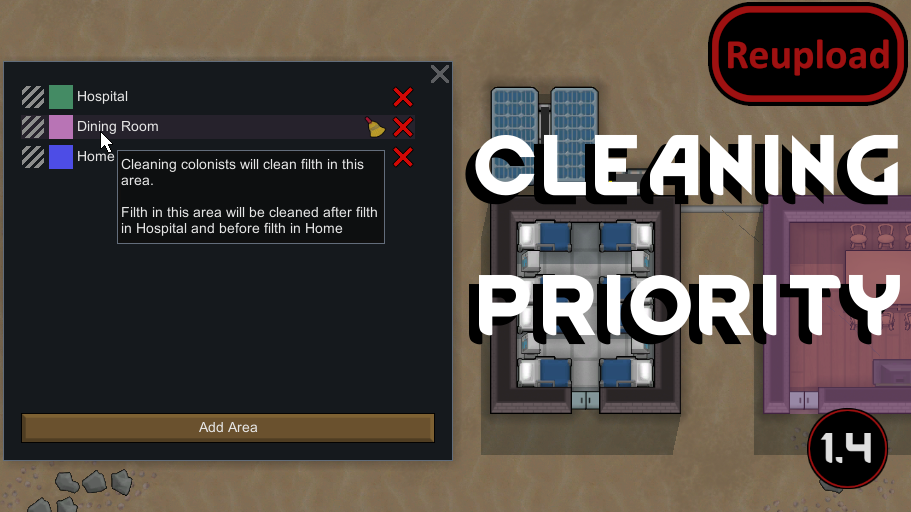 Reupload
Hospital
Dining Room
Home
Cleaning colonists will clean filth in this
area.
Filth in this area will be cleaned after filth
in Hospital and before filth in Home
Add Area
CLEANING
PRIORITY
1.4